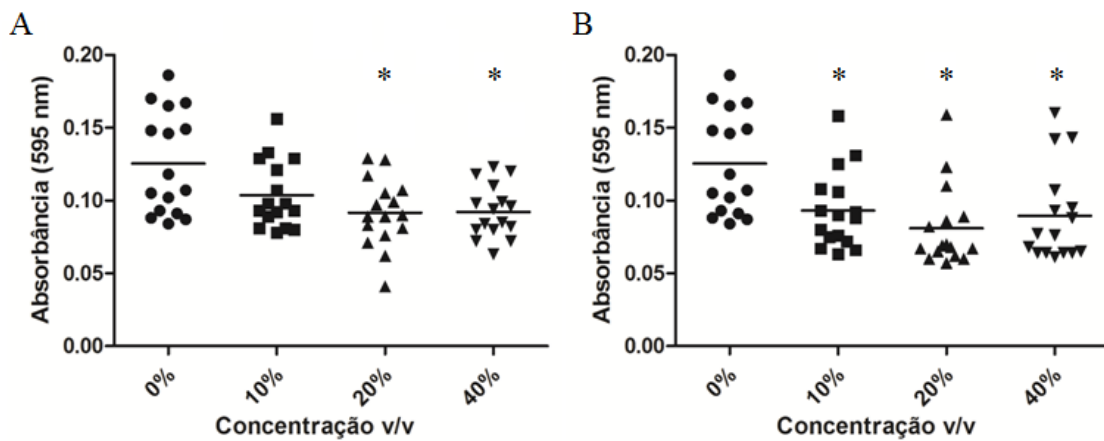 A
Absorbância (595 nm)
0.20
0.15
0.10
0.05
0.00
* *
0% 10% 20% 40%
Concentração v/v
B
Absorbância (595 nm)
0.20
0.15
0.10
0.05
0.00
* * *
0% 10% 20% 40%
Concentração v/v